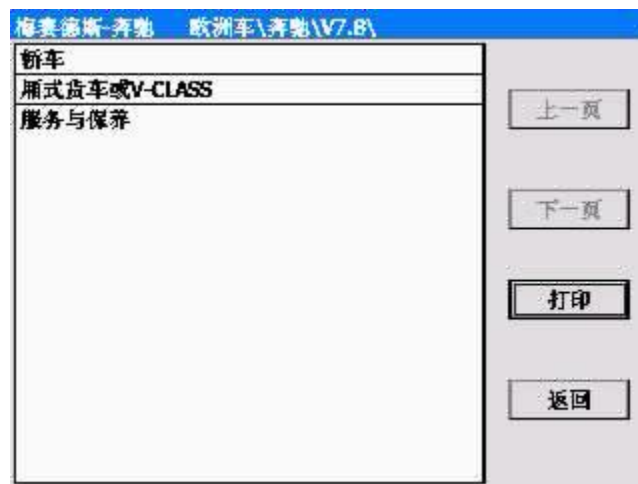 梅赛德斯-奔驰 欧洲车\奔驰\V7.8\
轿车
厢式货车或V-CLASS
服务与保养
上一页
下一页
打印
返回